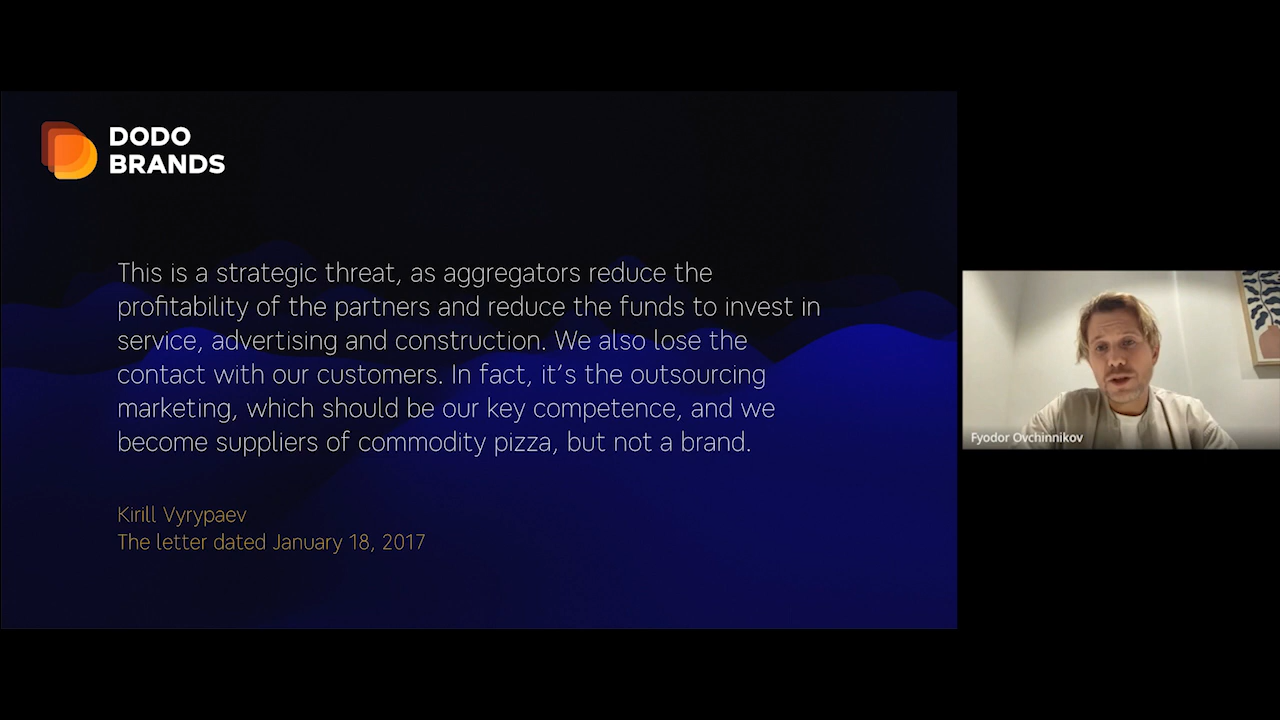 DODO
BRANDS
This is a strategic threat, as aggregators reduce the
profitability of the partners and reduce the funds to invest in
service, advertising and construction. We also lose the
contact with our customers. In fact, it's the outsourcing
marketing, which should be our key competence, and we
become suppliers of commodity pizza, but not a brand.
Kirill Vyrypaev
The letter dated January 18, 2017
Fyodor Ovchinnikov